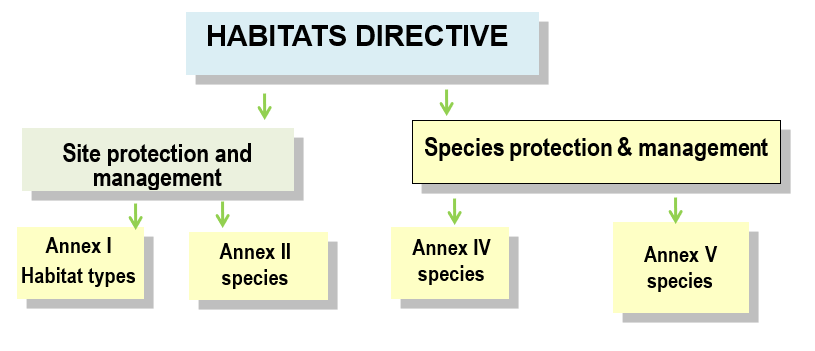 HABITATS DIRECTIVE
Site protection and
management
Species protection & management
Annex I
Habitat types
Annex II
species
Annex IV
species
Annex V
species